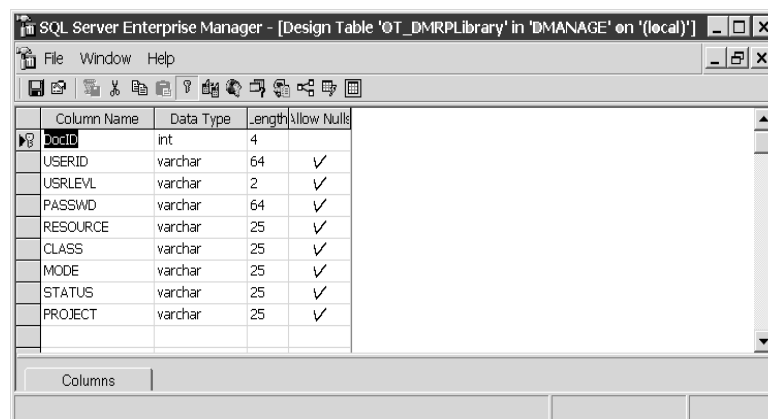 SQL Server Enterprise Manager - [Design Table 'OT_DMRPLibrary' in 'DMANAGE' on '(local)']
File Window Help
Column Name Data Type Length Allow Nulls
DocID int 4
USERID varchar 64
USRLEVL varchar 2
PASSWD varchar 64
RESOURCE varchar 25
CLASS varchar 25
MODE varchar 25
STATUS varchar 25
PROJECT varchar 25
Columns